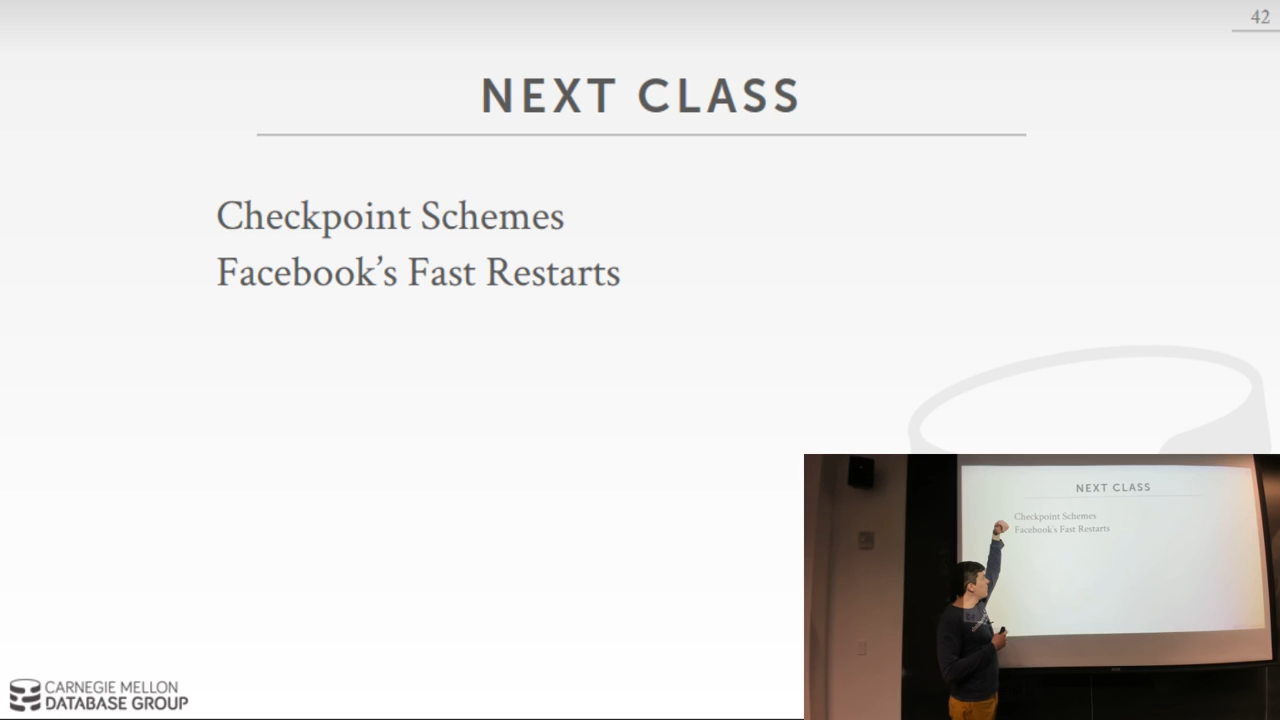 42
NEXT CLASS
Checkpoint Schemes
Facebook’s Fast Restarts
NEXT CLASS
Checkpoint Schemes
Facebook's Fast Restarts
CARNEGIE MELLON
DATABASE GROUP